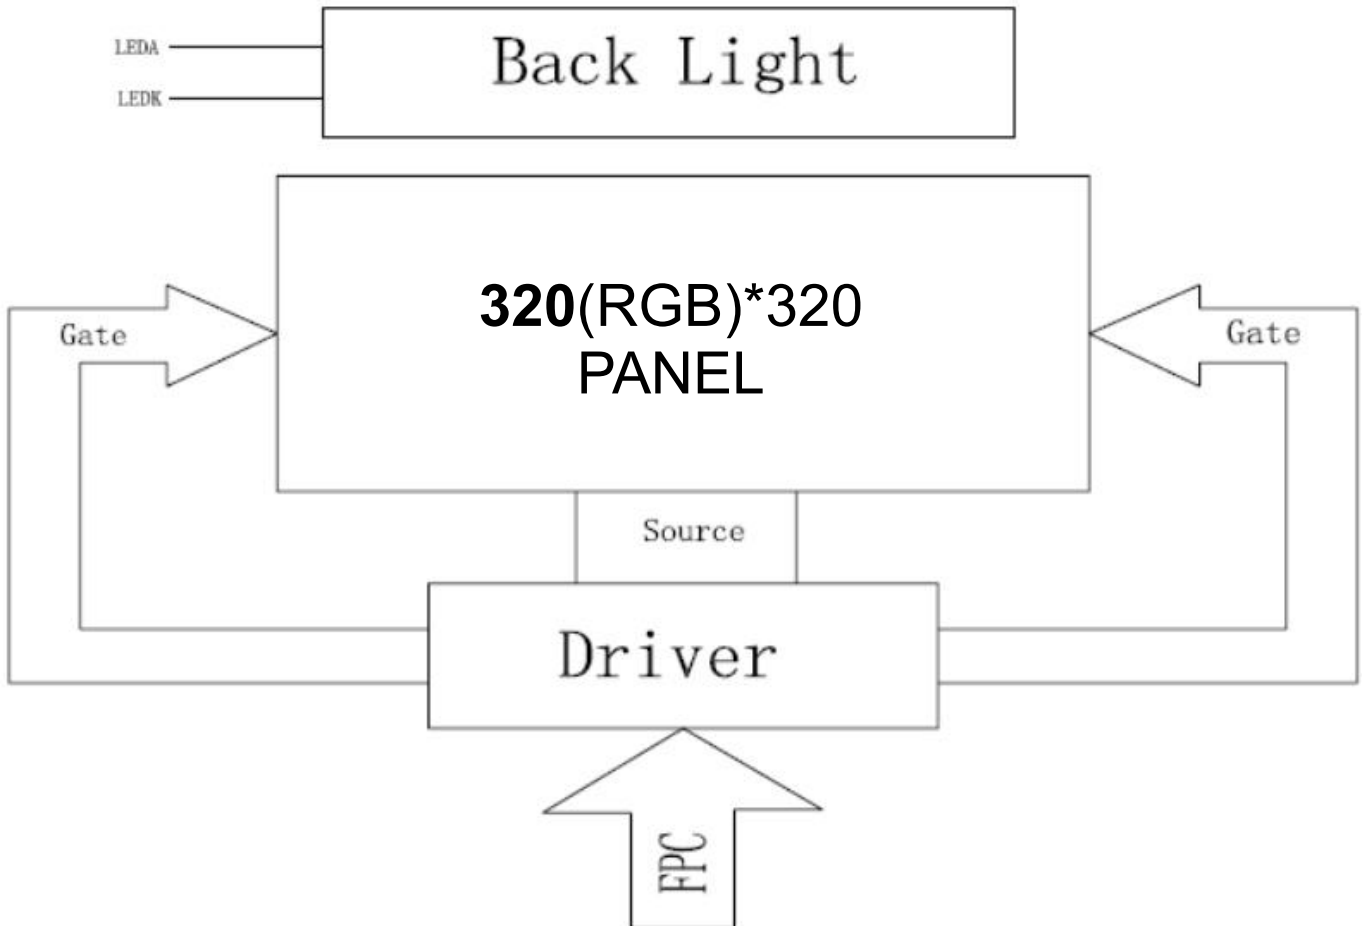 LEDA
LEDK
Back Light
320(RGB)*320
PANEL
Gate
Gate
Source
Driver
FPC